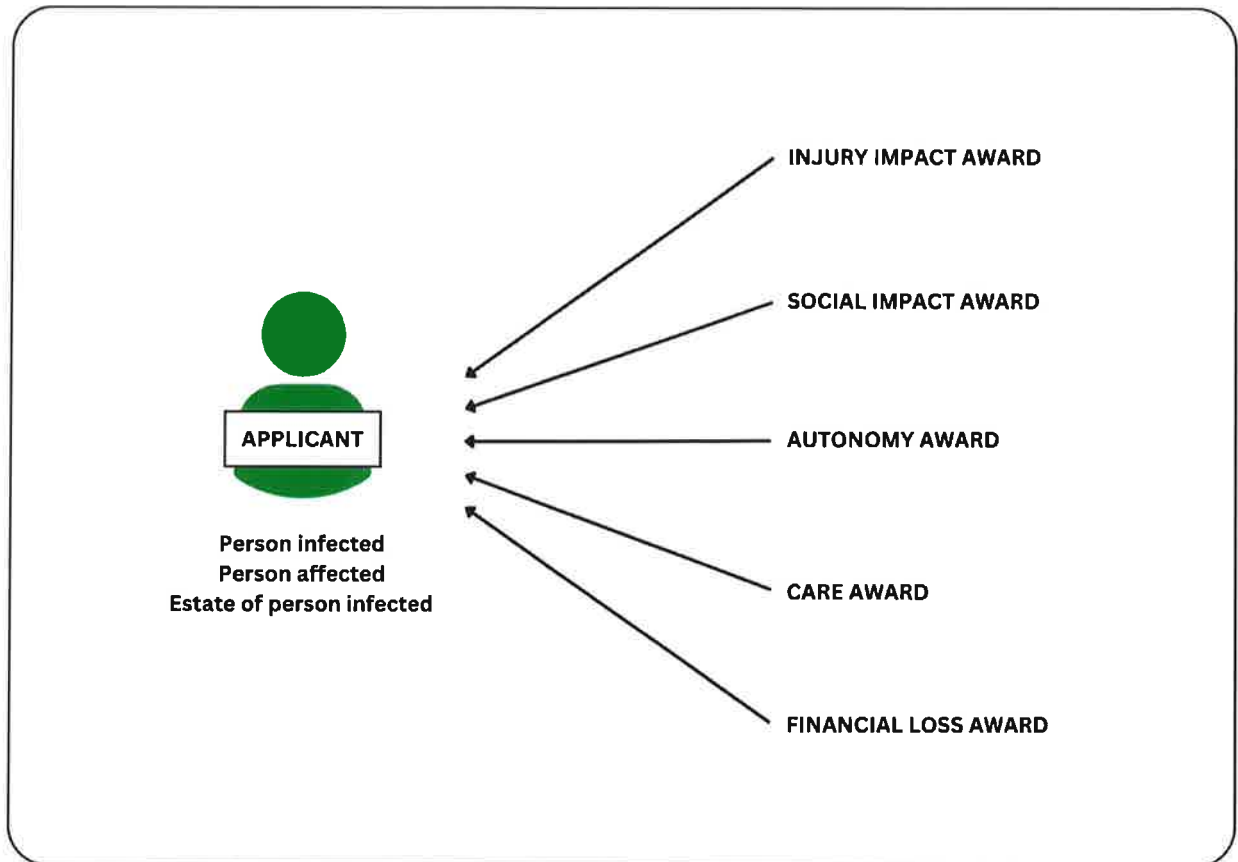 APPLICANT
Person infected
Person affected
Estate of person infected
INJURY IMPACT AWARD
SOCIAL IMPACT AWARD
AUTONOMY AWARD
CARE AWARD
FINANCIAL LOSS AWARD